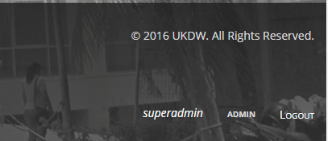 © 2016 UKDW. All Rights Reserved.
superadmin ADMIN LOGOUT